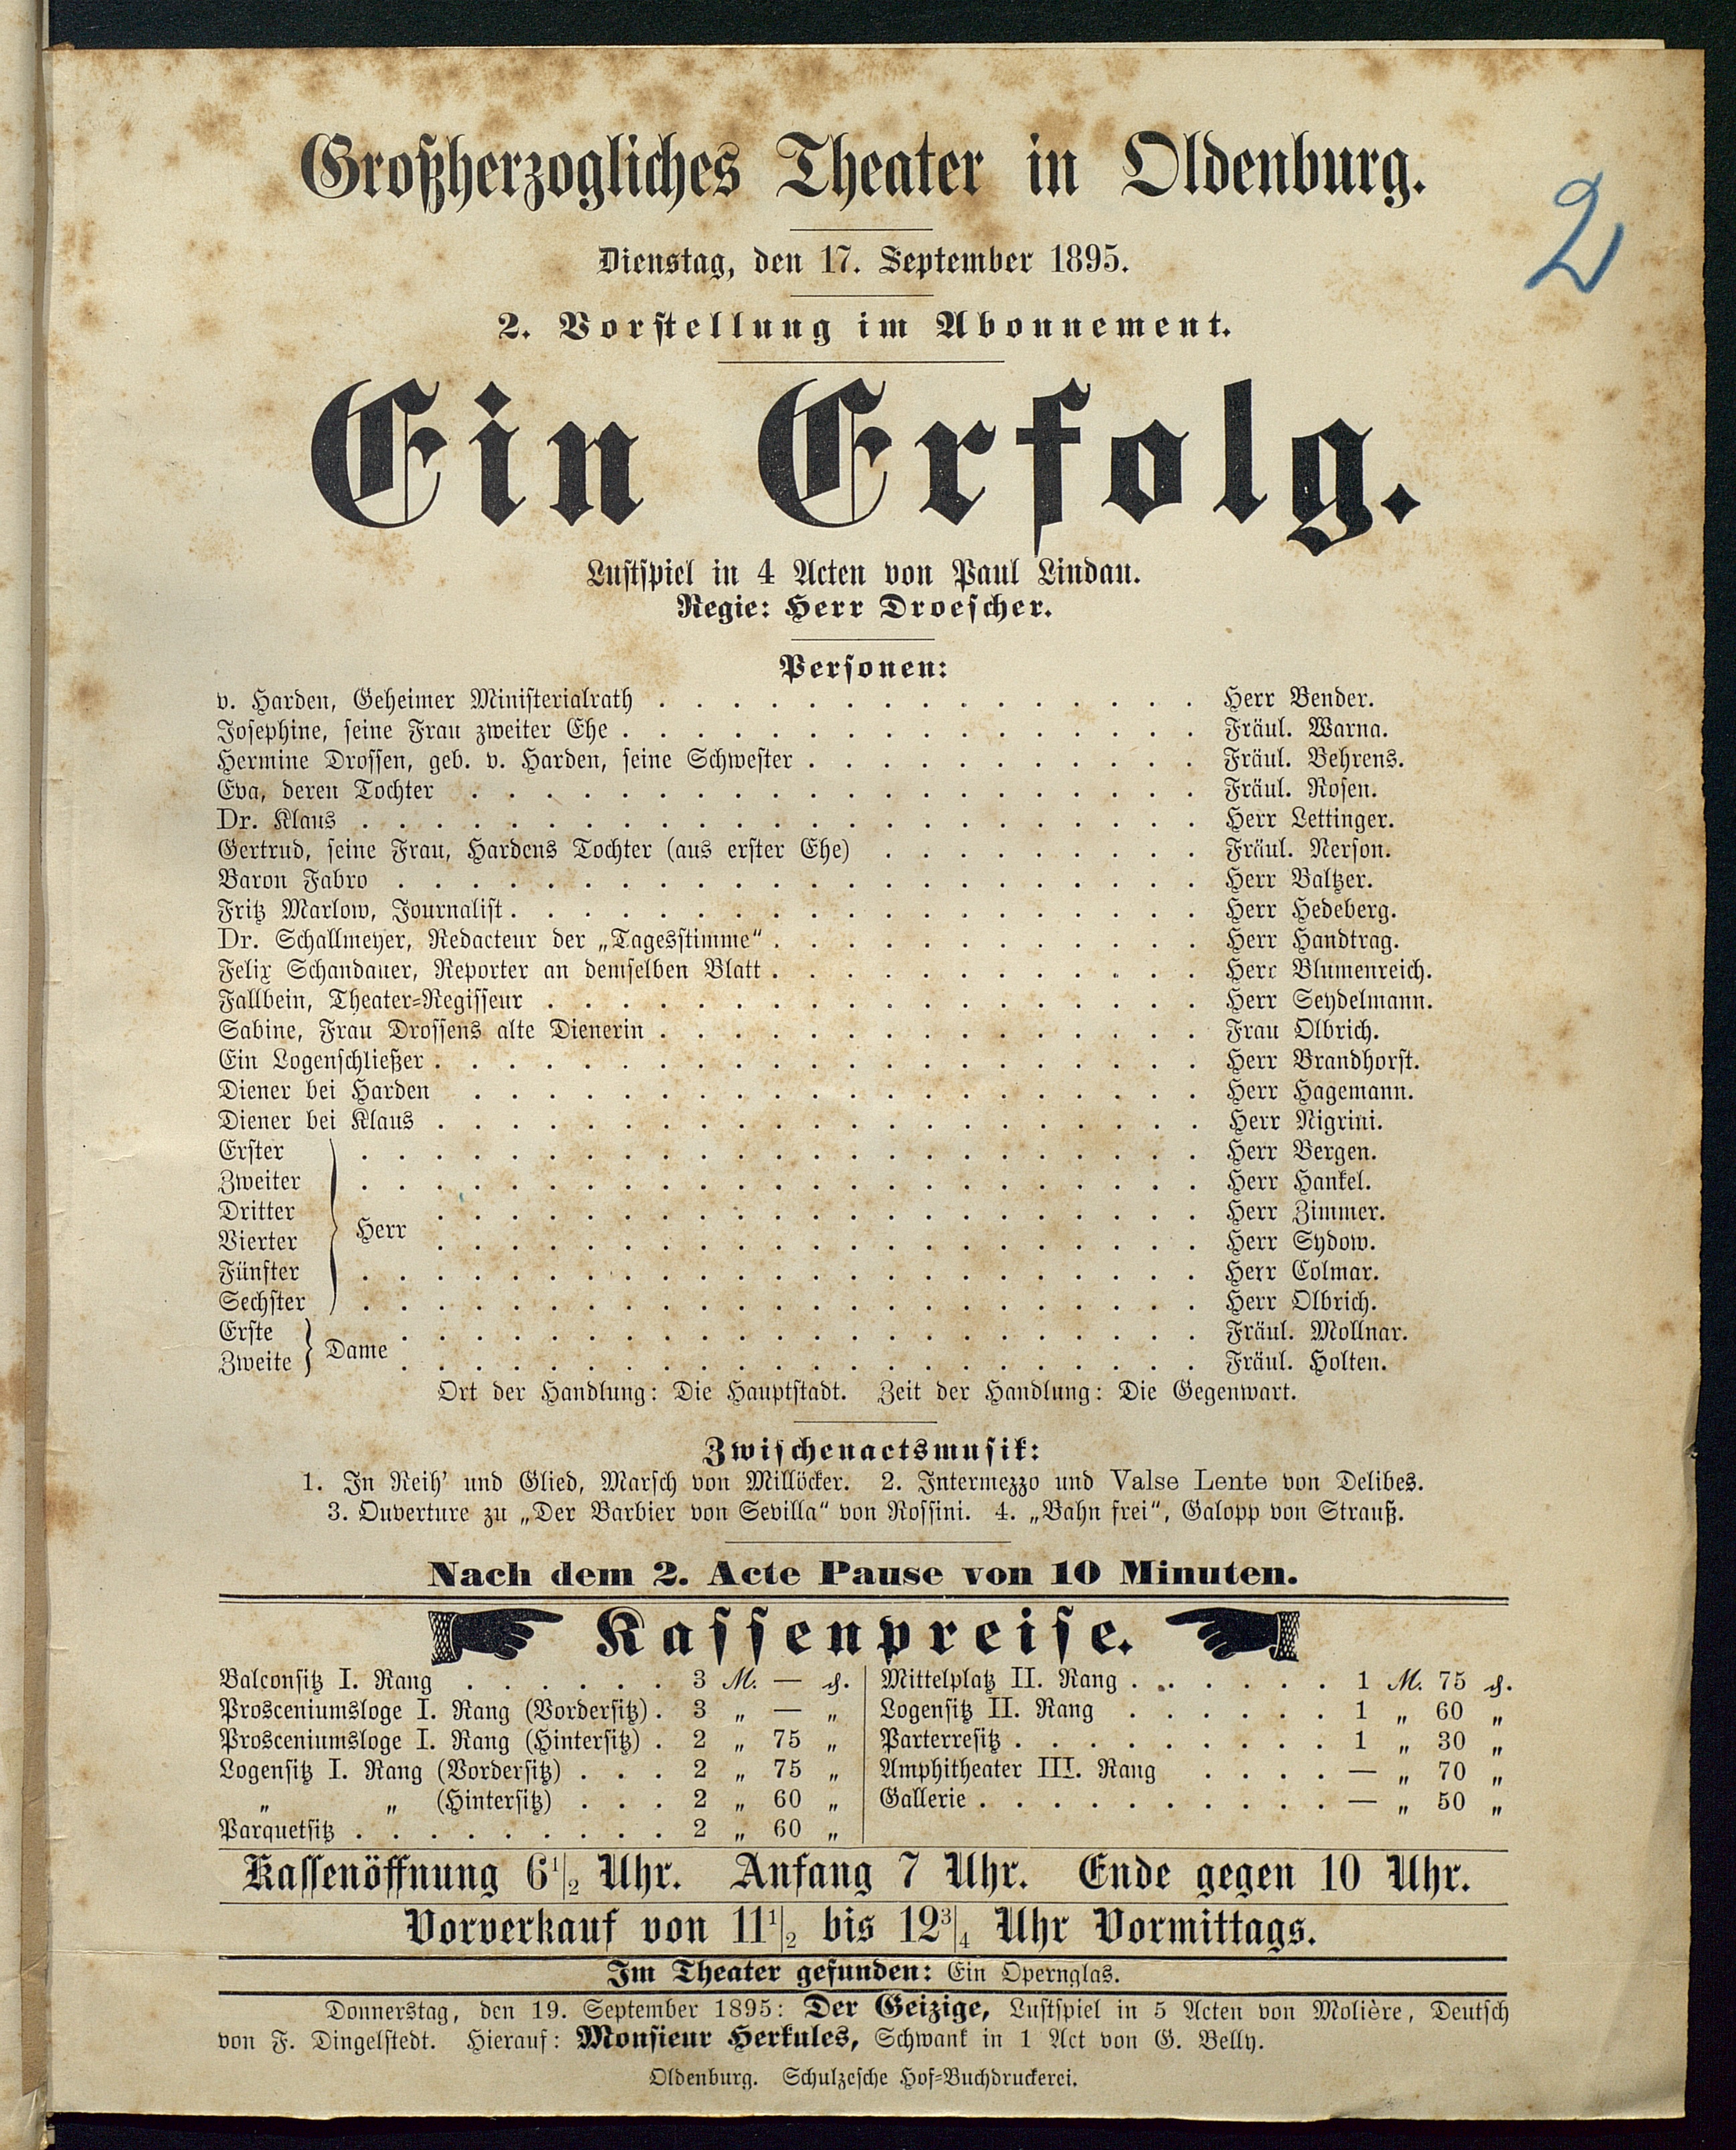 Großherzogliches Theater in Oldenburg.
2
Dienstag, den 17. September 1895.
2. Vorstellung im Abonnement.
Ein Erfolg.
Lustspiel in 4 Acten von Paul Lindau.
Regie: Herr Droescher.
Personen:
v. Harden, Geheimer Ministerialrath . . . . . . . . . . . . . . . Herr Bender.
Josephine, seine Frau zweiter Ehe . . . . . . . . . . . . . . . . Fräul. Warna.
Hermine Drossen, geb. v. Harden, seine Schwester . . . . . . . . . . . Fräul. Behrens.
Eva, deren Tochter . . . . . . . . . . . . . . . . . . . . Fräul. Rosen.
Dr. Klaus . . . . . . . . . . . . . . . . . . . . . . . Herr Lettinger.
Gertrud, seine Frau, Hardens Tochter (aus erster Ehe) . . . . . . . . . Fräul. Nerson.
Baron Fabro . . . . . . . . . . . . . . . . . . . . . . Herr Baltzer.
Fritz Marlow, Journalist . . . . . . . . . . . . . . . . . . . Herr Hedeberg.
Dr. Schallmeyer, Redacteur der „Tagesstimme“ . . . . . . . . . . . . Herr Handtrag.
Felix Schandauer, Reporter an demselben Blatt . . . . . . . . . . . . Herc Blumenreich.
Fallbein, Theater-Regisseur . . . . . . . . . . . . . . . . . . Herr Seydelmann.
Sabine, Frau Drossens alte Dienerin . . . . . . . . . . . . . . . Frau Olbrich.
Ein Logenschließer . . . . . . . . . . . . . . . . . . . . . Herr Brandhorst.
Diener bei Harden . . . . . . . . . . . . . . . . . . . . Herr Hagemann.
Diener bei Klaus . . . . . . . . . . . . . . . . . . . . . Herr Nigrini.
Erster . . . . . . . . . . . . . . . . . . . . . . . Herr Bergen.
Zweiter . . . . . . . . . . . . . . . . . . . . . . . Herr Hankel.
Dritter . . . . . . . . . . . . . . . . . . . . . Herr Zimmer.
Herr
Vierter . . . . . . . . . . . . . . . . . . . . . Herr Sydow.
Fünfter . . . . . . . . . . . . . . . . . . . . . . . Herr Colmar.
Sechster . . . . . . . . . . . . . . . . . . . . . . . Herr Olbrich.
Erste . . . . . . . . . . . . . . . . . . . . . . Fräul. Mollnar.
Dame
Zweite . . . . . . . . . . . . . . . . . . . . . . Fräul. Holten.
Ort der Handlung: Die Hauptstadt. Zeit der Handlung: Die Gegenwart.
Zwischenactsmusik:
1. In Reih' und Glied, Marsch von Millöcker. 2. Intermezzo und Valse Lente von Delibes.
3. Ouverture zu „Der Barbier von Sevilla“ von Rossini. 4. „Bahn frei“, Galopp von Strauß.
Nach dem 2. Acte Pause von 10 Minuten.
Kassenpreise.
Balconsitz I. Rang . . . . . . 3 M. — ₰.
Prosceniumsloge I. Rang (Vordersitz) . 3 „ — „
Prosceniumsloge I. Rang (Hintersitz) . 2 „ 75 „
Logensitz I. Rang (Vordersitz) . . . 2 „ 75 „
„ „ (Hintersitz) . . . 2 „ 60 „
Parquetsitz . . . . . . . . . 2 „ 60 „
Mittelplatz II. Rang . . . . . . 1 M. 75 ₰.
Logensitz II. Rang . . . . . . 1 „ 60 „
Parterresitz . . . . . . . . . 1 „ 30 „
Amphitheater III. Rang . . . . — „ 70 „
Gallerie . . . . . . . . . . — „ 50 „
Kassenöffnung 6 1/2 Uhr. Anfang 7 Uhr. Ende gegen 10 Uhr.
Vorverkauf von 11 1/2 bis 12 3/4 Uhr Vormittags.
Im Theater gefunden: Ein Opernglas.
Donnerstag, den 19. September 1895: Der Geizige, Lustspiel in 5 Acten von Molière, Deutsch
von F. Dingelstedt. Hierauf: Monsieur Herkules, Schwank in 1 Act von G. Belly.
Oldenburg. Schulzesche Hof-Buchdruckerei.